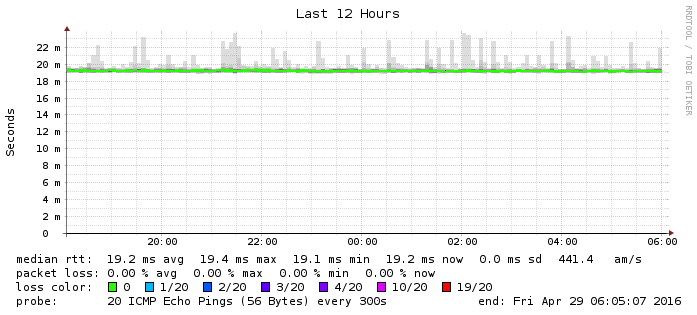 Last 12 Hours
RRDTOOL / TOBI OETIKER
Seconds
22 m
20 m
18 m
16 m
14 m
12 m
10 m
8 m
6 m
4 m
2 m
0
20:00 22:00 00:00 02:00 04:00 06:00
median rtt: 19.2 ms avg 19.4 ms max 19.1 ms min 19.2 ms now 0.0 ms sd 441.4 am/s
packet loss: 0.00 % avg 0.00 % max 0.00 % min 0.00 % now
loss color: 0 1/20 2/20 3/20 4/20 10/20 19/20
probe: 20 ICMP Echo Pings (56 Bytes) every 300s end: Fri Apr 29 06:05:07 2016